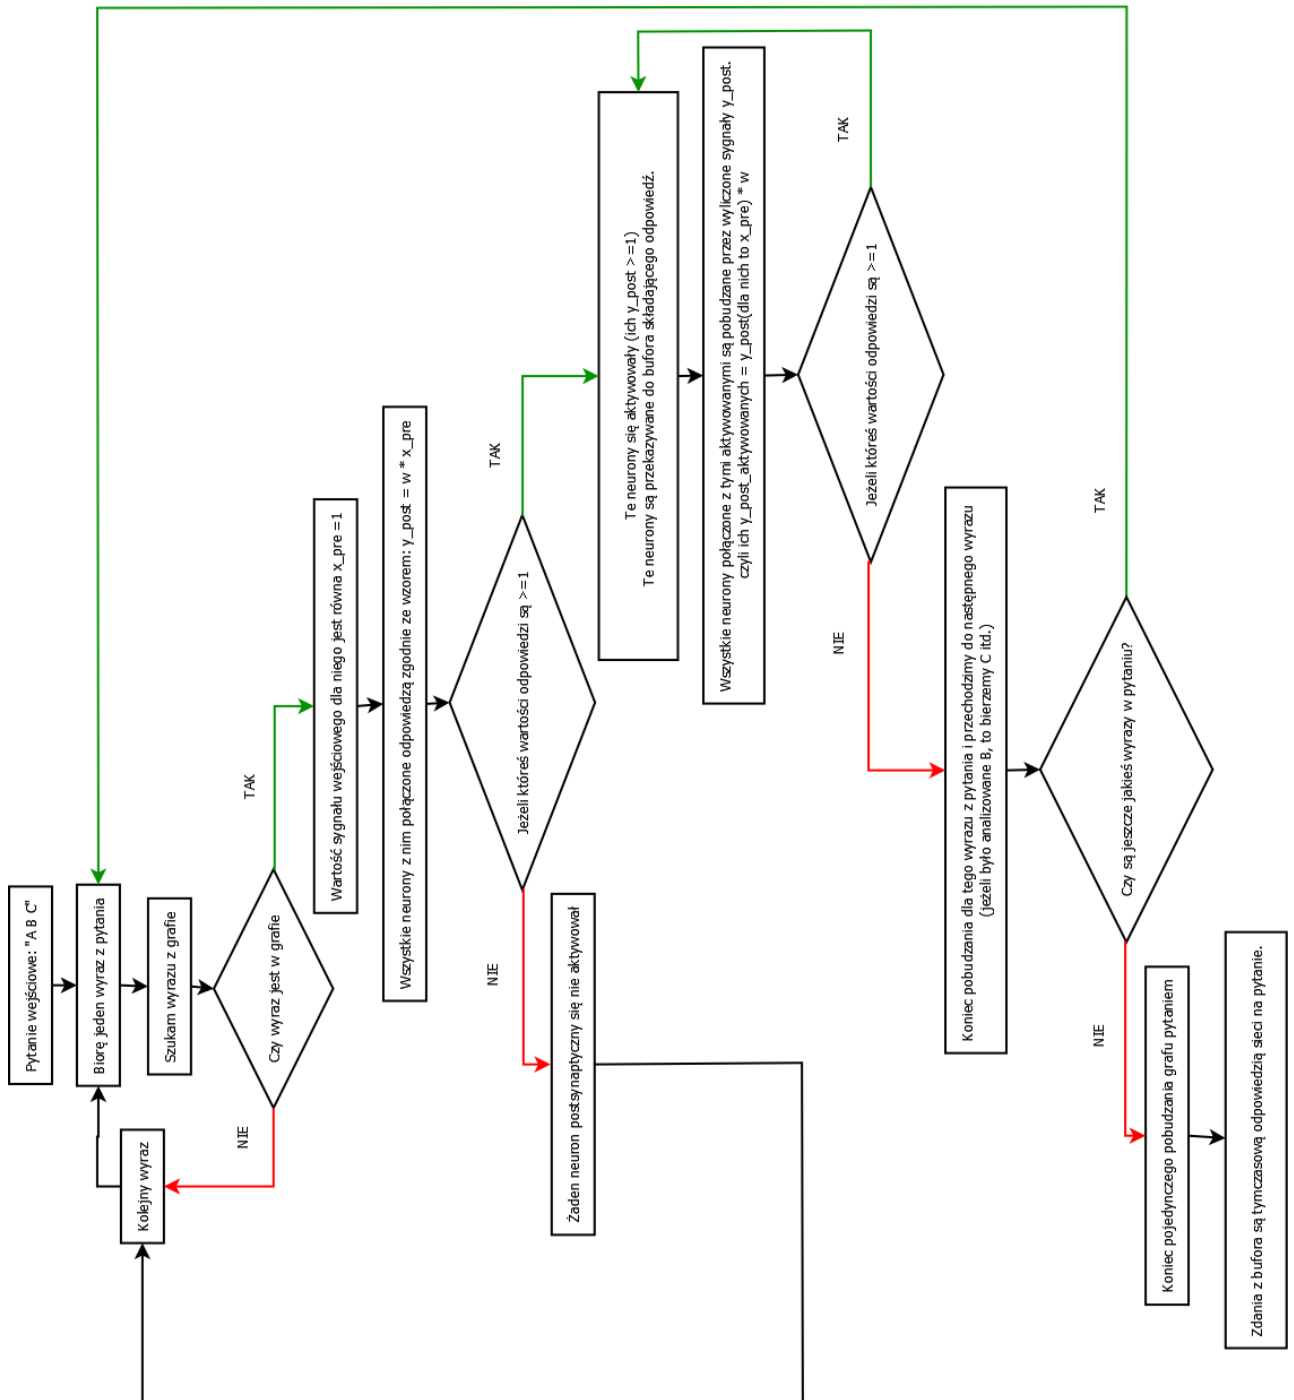 Pytanie wejściowe: "A B C"
Biorę jeden wyraz z pytania
Kolejny wyraz
Szukam wyrazu z grafie
Czy wyraz jest w grafie
NIE
TAK
Wartość sygnału wejściowego dla niego jest równa x_pre =1
Wszystkie neurony z nim połączone odpowiedzą zgodnie ze wzorem: y_post = w * x_pre
Jeżeli któreś wartości odpowiedzi są >=1
NIE
TAK
Żaden neuron postsynaptyczny się nie aktywował
Te neurony się aktywowały (ich y_post >=1)
Te neurony są przekazywane do bufora składającego odpowiedź.
Wszystkie neurony połączone z tymi aktywowanymi są pobudzane przez wyliczone sygnały y_post.
czyli ich y_post_aktywowanych = y_post(dla nich to x_pre) * w
Jeżeli któreś wartości odpowiedzi są >=1
NIE
TAK
Koniec pobudzania dla tego wyrazu z pytania i przechodzimy do następnego wyrazu
(jeżeli było analizowane B, to bierzemy C itd.)
Czy są jeszcze jakieś wyrazy w pytaniu?
NIE
TAK
Koniec pojedynczego pobudzania grafu pytaniem
Zdania z bufora są tymczasową odpowiedzią sieci na pytanie.